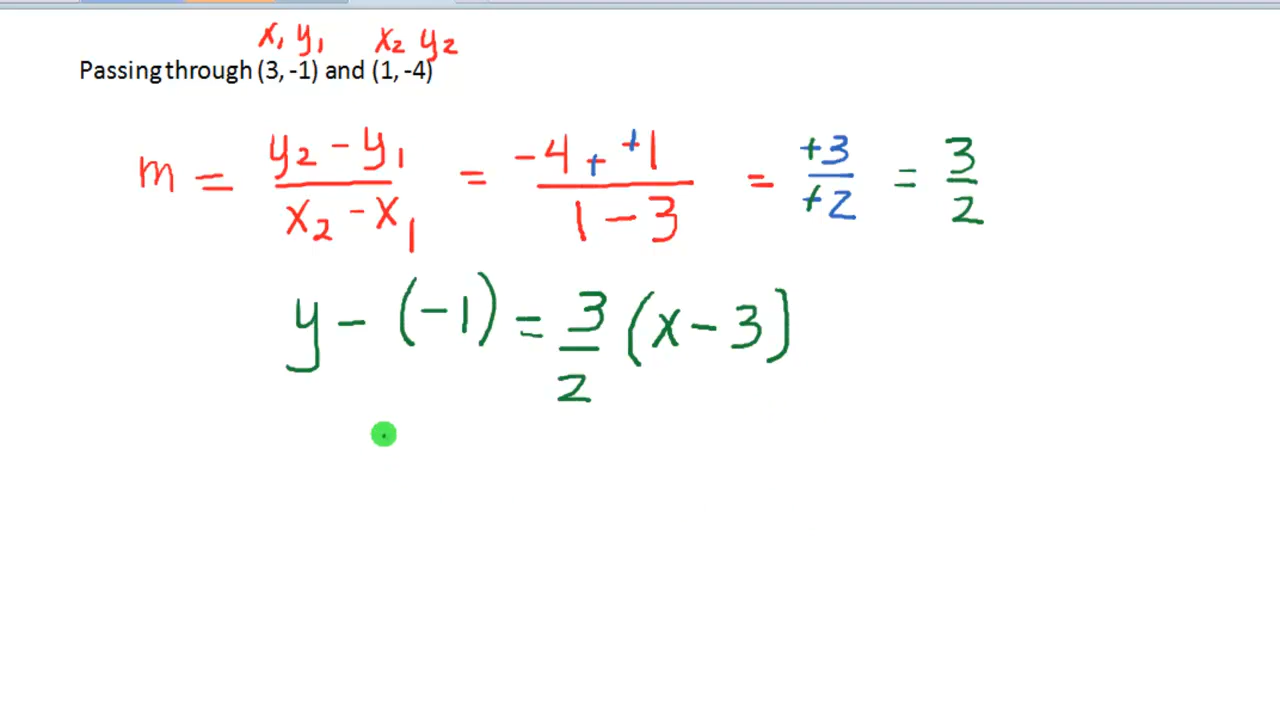 x₁ y₁ x₂ y₂
Passing through (3, -1) and (1, -4)
m = y₂ - y₁ / x₂ - x₁ = -4 + +1 / 1 - 3 = +3 / +2 = 3 / 2
y - (-1) = 3 / 2 (x - 3)